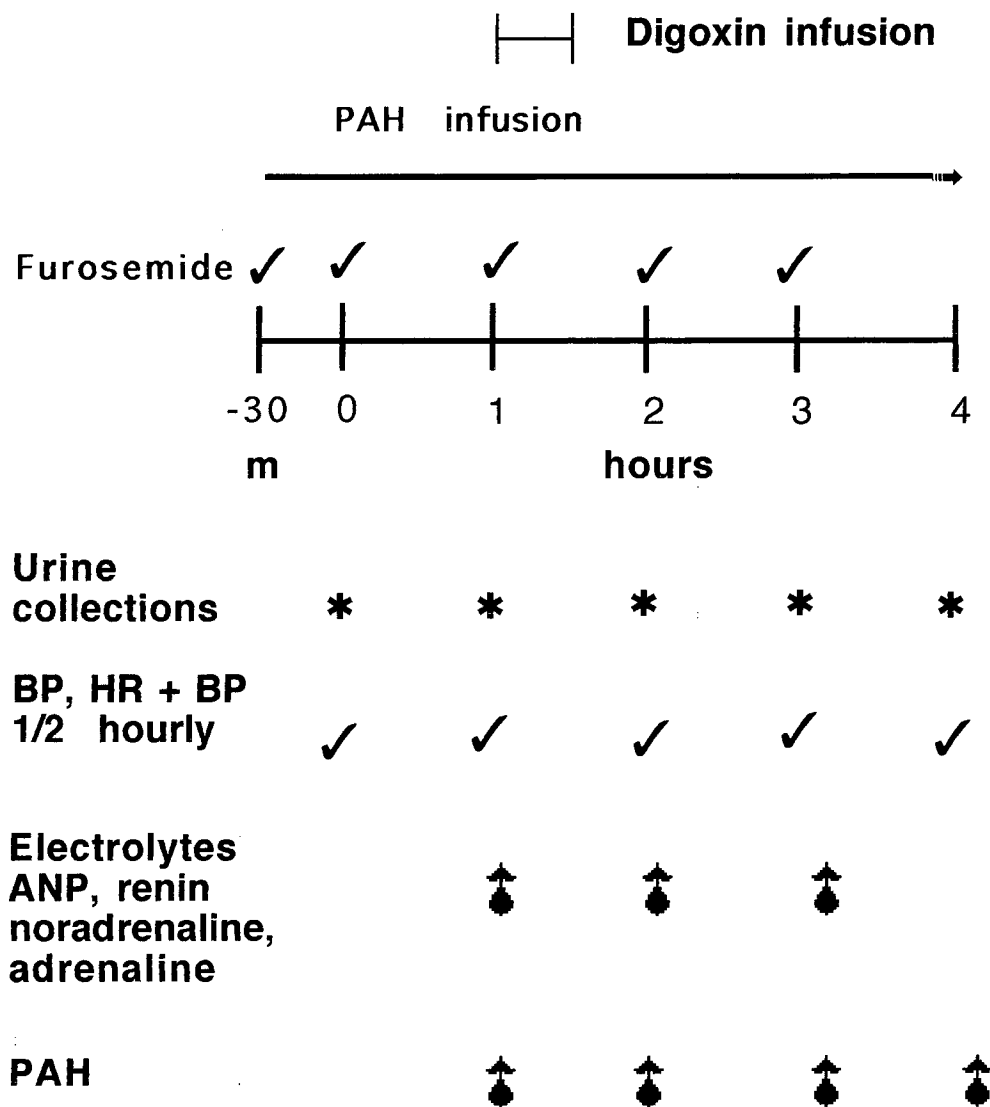 Digoxin infusion
PAH infusion
Furosemide
-30 0 1 2 3 4
m hours
Urine
collections
BP, HR + BP
1/2 hourly
Electrolytes
ANP, renin
noradrenaline,
adrenaline
PAH